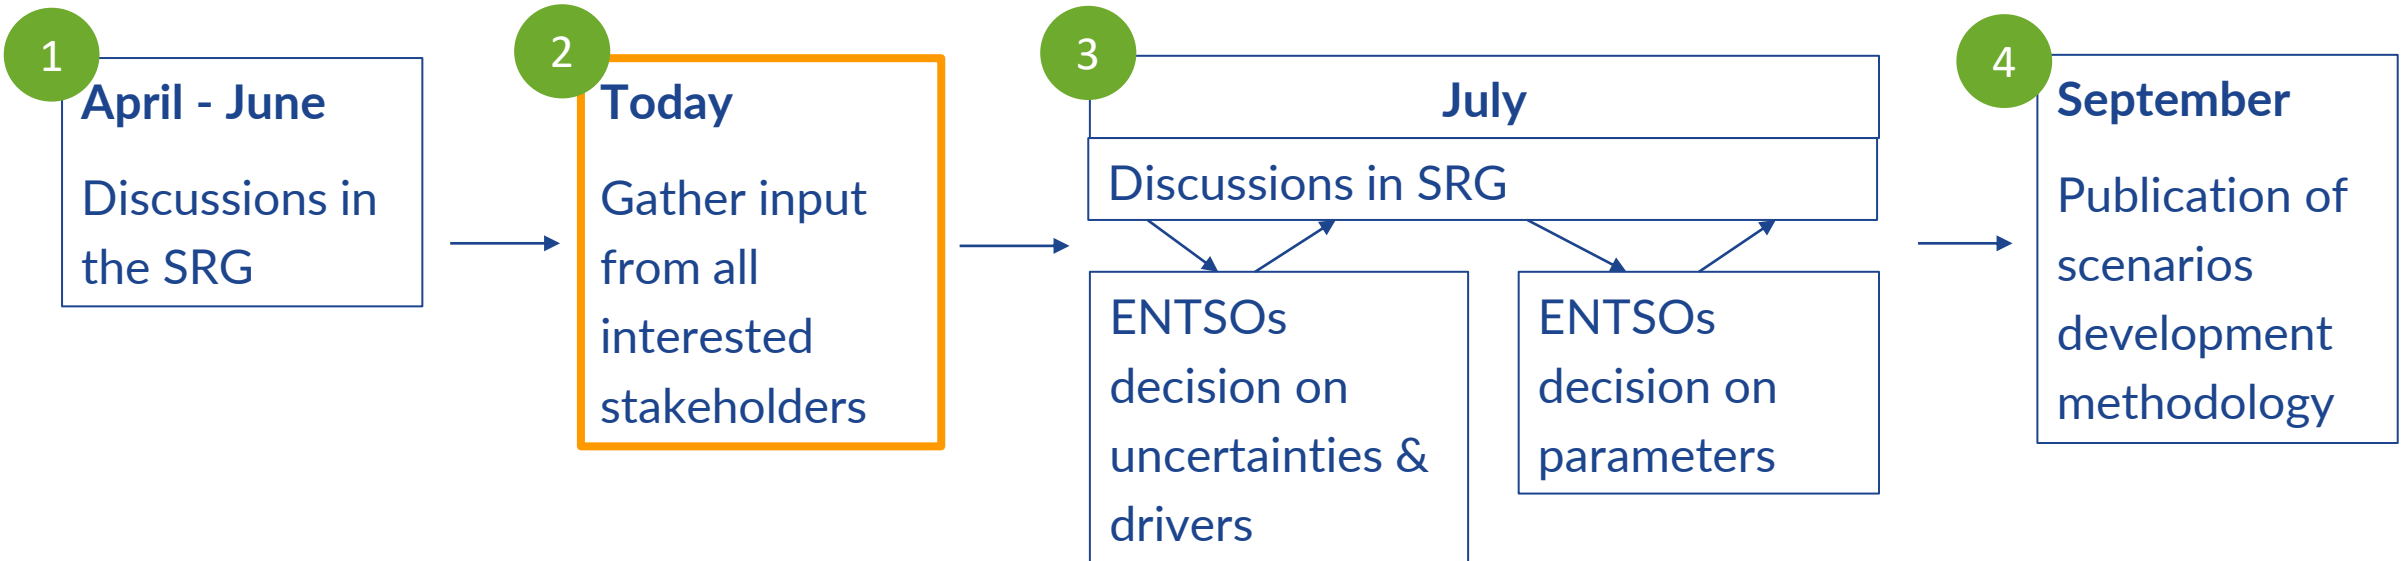 1
April - June
Discussions in
the SRG
2
Today
Gather input
from all
interested
stakeholders
3
July
Discussions in SRG
ENTSOs
decision on
uncertainties &
drivers
ENTSOs
decision on
parameters
4
September
Publication of
scenarios
development
methodology